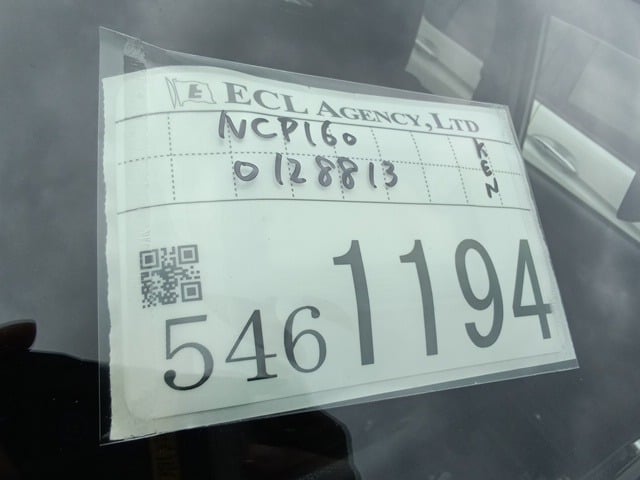 E ECL AGENCY,LTD
NCP160
0128813
KEN
5461194